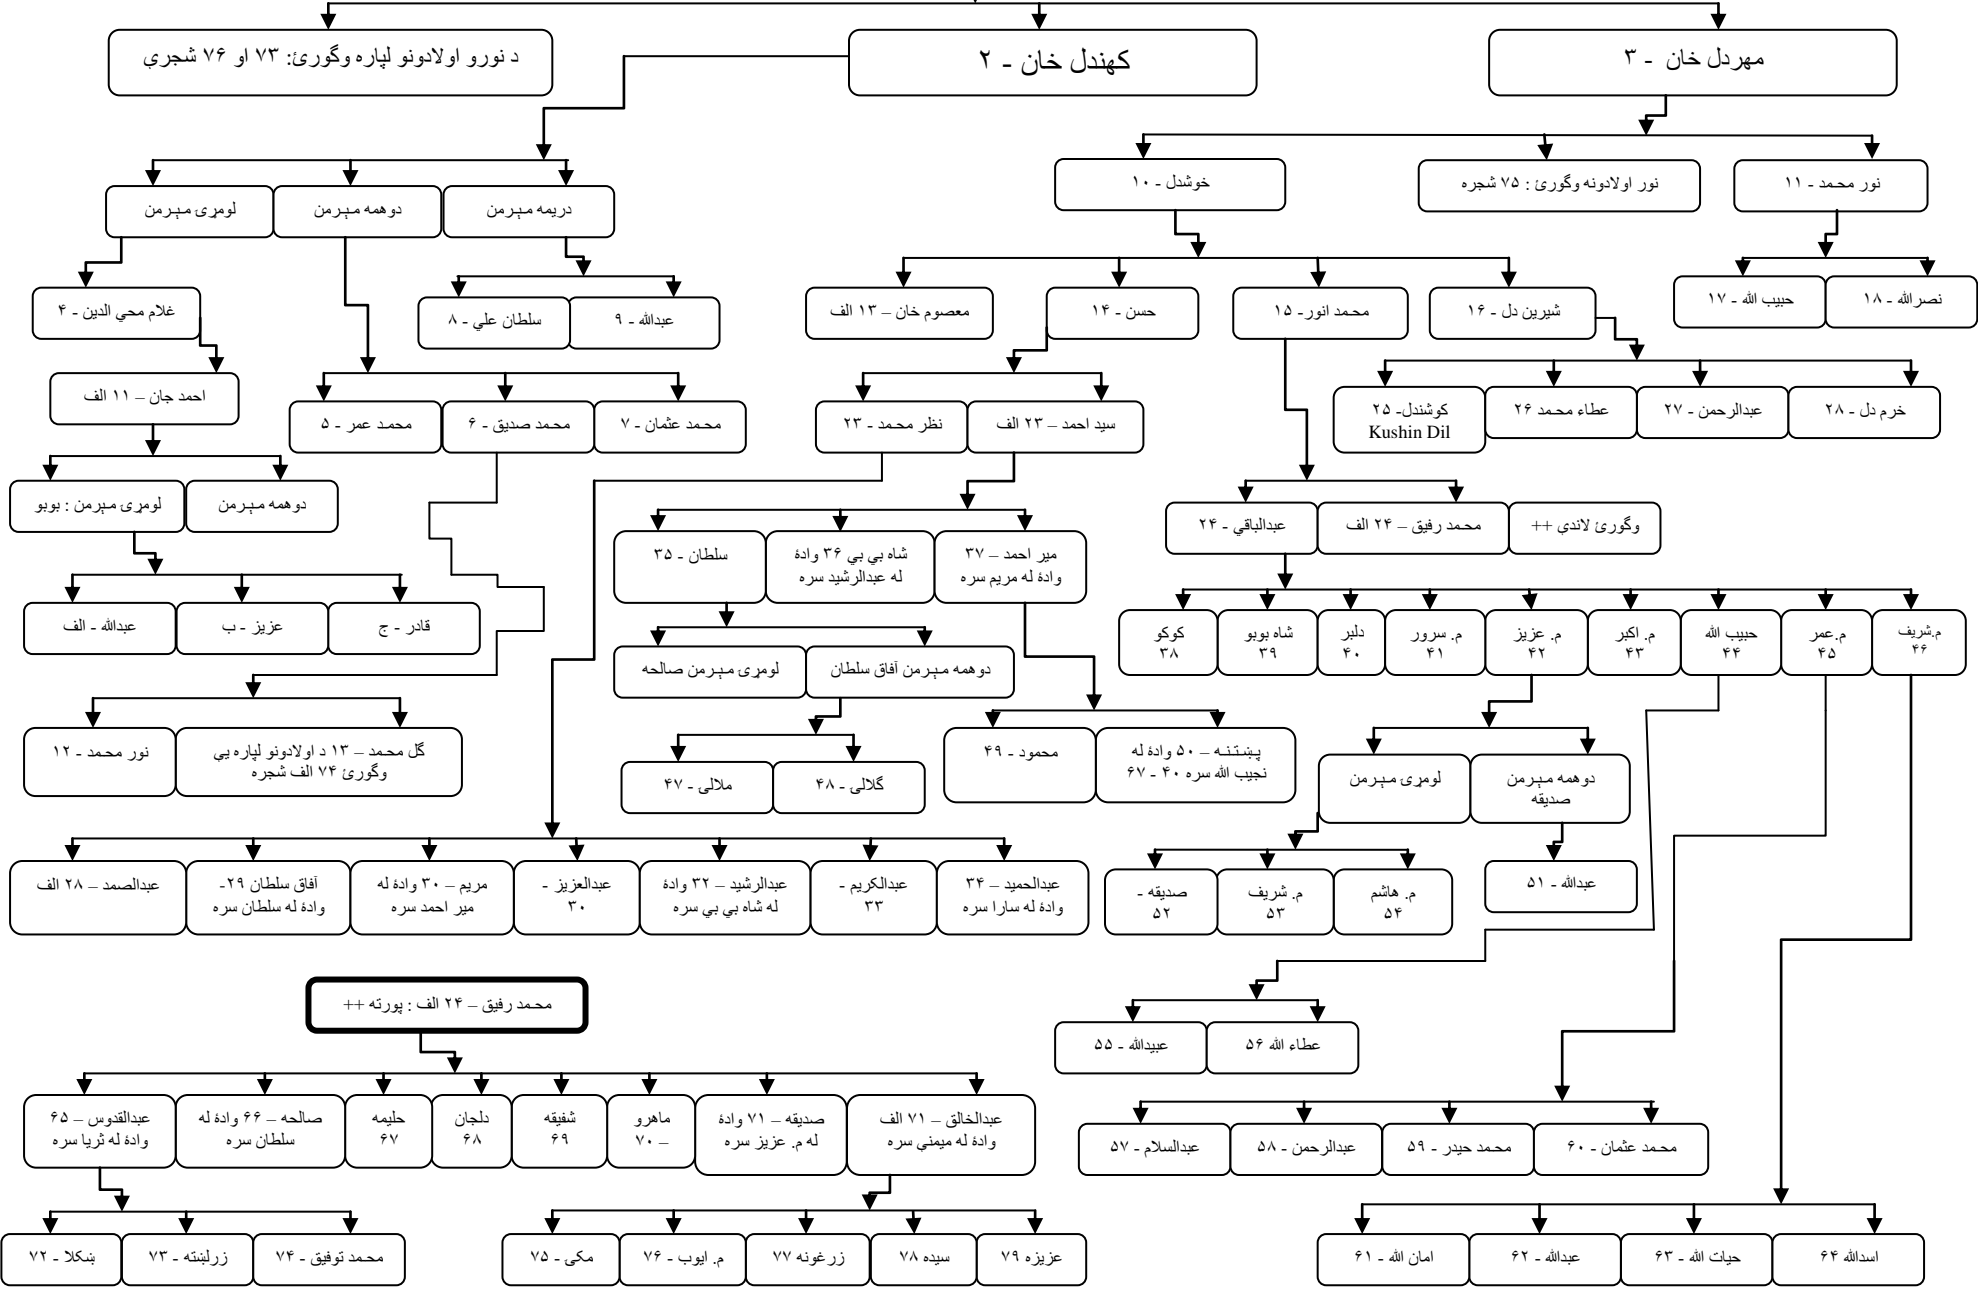 مهردل خان - ۳
کهندل خان - ۲
د نورو اولادونو لپاره وگورئ: ۷۳ او ۷۶ شجرې
نور محمد - ۱۱
نور اولادونه وگورئ : ۷۵ شجره
خوشدل - ۱۰
دریمه مېرمن
دوهمه مېرمن
لومړی مېرمن
نصرالله - ۱۸
حبیب الله - ۱۷
شیرین دل - ۱۶
محمد انور- ۱۵
حسن - ۱۴
معصوم خان – ۱۳ الف
عبدالله - ۹
سلطان علي - ۸
غلام محي الدین - ۴
خرم دل - ۲۸
عبدالرحمن - ۲۷
عطاء محمد ۲۶
کوشندل- ۲۵
Kushin Dil
سید احمد – ۲۳ الف
نظر محمد - ۲۳
محمد عثمان - ۷
محمد صدیق - ۶
محمد عمر - ۵
احمد جان – ۱۱ الف
وگورئ لاندې ++
محمد رفیق – ۲۴ الف
عبدالباقي - ۲۴
دوهمه مېرمن
لومړی مېرمن : بوبو
میر احمد – ۳۷
وادۀ له مریم سره
شاه بي بي ۳۶ وادۀ
له عبدالرشید سره
سلطان - ۳۵
قادر - ج
عزیز - ب
عبدالله - الف
م.شریف
۴۶
م.عمر
۴۵
حبیب الله
۴۴
م. اکبر
۴۳
م. عزیز
۴۲
م. سرور
۴۱
دلبر
۴۰
شاه بوبو
۳۹
کوکو
۳۸
دوهمه مېرمن آفاق سلطان
لومړی مېرمن صالحه
گل محمد – ۱۳ د اولادونو لپاره یې
وگورئ ۷۴ الف شجره
نور محمد - ۱۲
پښتنه – ۵۰ وادۀ له
نجیب الله سره ۴۰ - ۶۷
محمود - ۴۹
گلالی - ۴۸
ملالی - ۴۷
دوهمه مېرمن
صدیقه
لومړی مېرمن
عبدالله - ۵۱
م. هاشم
۵۴
م. شریف
۵۳
صدیقه -
۵۲
عبدالحمید – ۳۴
وادۀ له سارا سره
عبدالکریم -
۳۳
عبدالرشید – ۳۲ وادۀ
له شاه بي بي سره
عبدالعزیز -
۳۰
مریم – ۳۰ وادۀ له
میر احمد سره
آفاق سلطان ۲۹-
وادۀ له سلطان سره
عبدالصمد – ۲۸ الف
محمد رفیق – ۲۴ الف : پورته ++
عطاء الله ۵۶
عبیدالله - ۵۵
عبدالخالق – ۷۱ الف
وادۀ له میمنې سره
صدیقه – ۷۱ وادۀ
له م. عزیز سره
ماهرو
– ۷۰
شفیقه
۶۹
دلجان
۶۸
حلیمه
۶۷
صالحه – ۶۶ وادۀ له
سلطان سره
عبدالقدوس – ۶۵
وادۀ له ثریا سره
محمد عثمان - ۶۰
محمد حیدر - ۵۹
عبدالرحمن - ۵۸
عبدالسلام - ۵۷
اسدالله ۶۴
حیات الله - ۶۳
عبدالله - ۶۲
امان الله - ۶۱
عزیزه ۷۹
سیده ۷۸
زرغونه ۷۷
م. ایوب - ۷۶
مکی - ۷۵
محمد توفیق - ۷۴
زرلښته - ۷۳
ښکلا - ۷۲